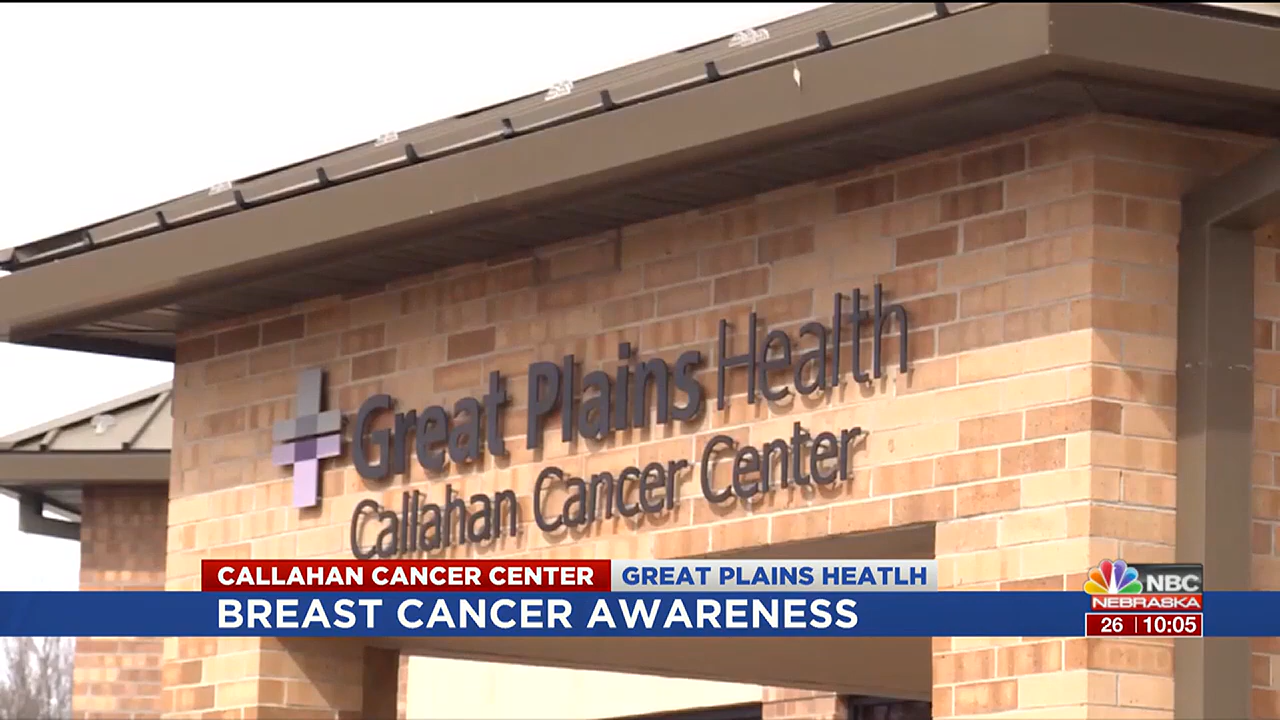 Great Plains Health
Callahan Cancer Center
CALLAHAN CANCER CENTER GREAT PLAINS HEATLH
BREAST CANCER AWARENESS
NBC
NEBRASKA
26 10:05